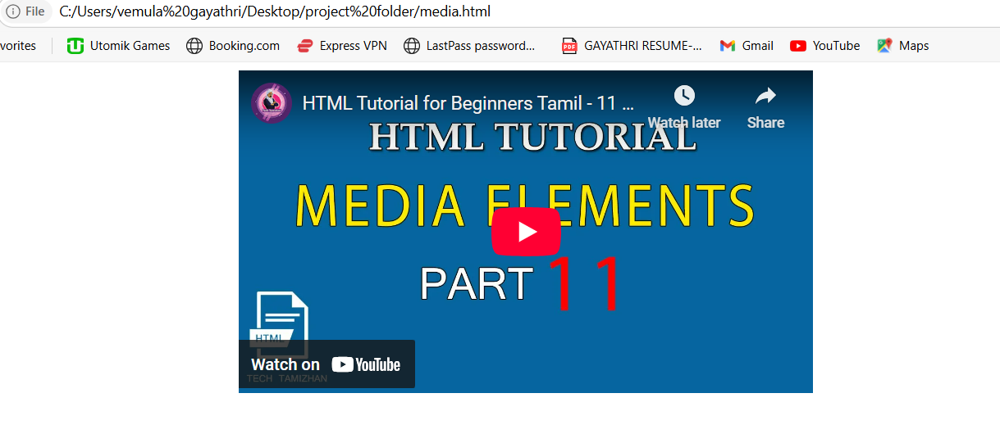 File C:/Users/vemula%20gayathri/Desktop/project%20folder/media.html
vorites Utomik Games Booking.com Express VPN LastPass password... PDF GAYATHRI RESUME-... Gmail YouTube Maps
HTML Tutorial for Beginners Tamil - 11 ...
Watch later Share
HTML TUTORIAL
MEDIA ELEMENTS
PART 11
HTML
Watch on YouTube
TECH TAMIZHAN